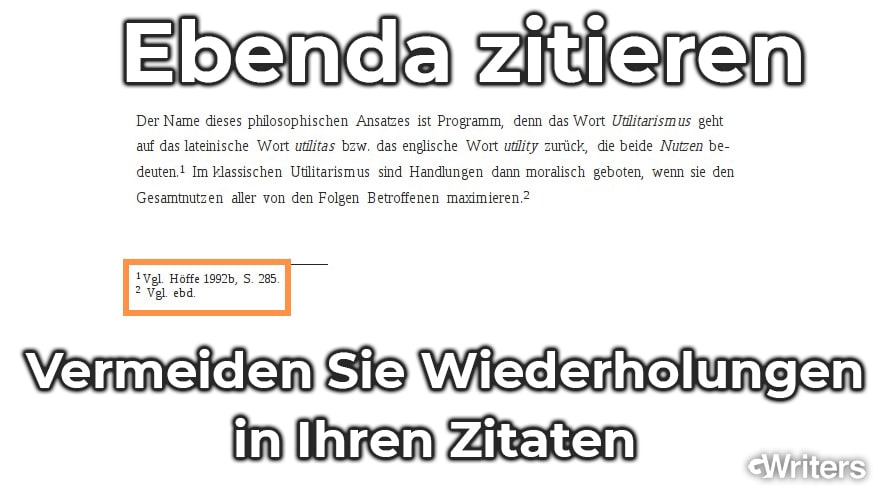 Ebenda zitieren
Der Name dieses philosophischen Ansatzes ist Programm, denn das Wort Utilitarismus geht
auf das lateinische Wort utilitas bzw. das englische Wort utility zurück, die beide Nutzen be-
deuten.¹ Im klassischen Utilitarismus sind Handlungen dann moralisch geboten, wenn sie den
Gesamtnutzen aller von den Folgen Betroffenen maximieren.²
¹ Vgl. Höffe 1992b, S. 285.
² Vgl. ebd.
Vermeiden Sie Wiederholungen
in Ihren Zitaten
cWriters